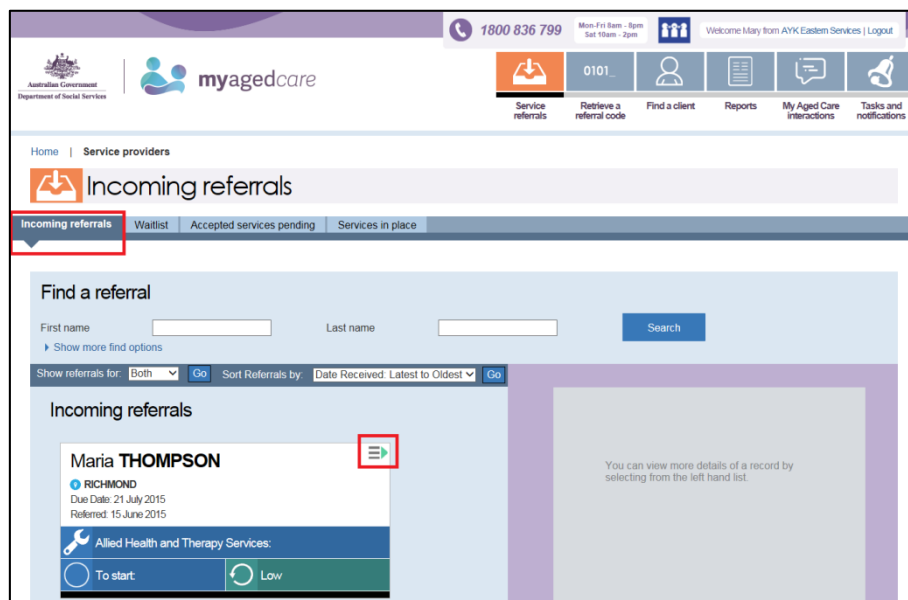 1800 836 799
Mon-Fri 8am - 8pm
Sat 10am - 2pm
Welcome Mary from AYK Eastern Services | Logout
Australian Government
Department of Social Services
myagedcare
0101_
Service
referrals
Retrieve a
referral code
Find a client
Reports
My Aged Care
interactions
Tasks and
notifications
Home | Service providers
Incoming referrals
Incoming referrals Waitlist Accepted services pending Services in place
Find a referral
First name Last name Search
Show more find options
Show referrals for: Both Go Sort Referrals by: Date Received: Latest to Oldest Go
Incoming referrals
Maria THOMPSON
RICHMOND
Due Date: 21 July 2015
Referred: 15 June 2015
Allied Health and Therapy Services:
To start: Low
You can view more details of a record by
selecting from the left hand list.